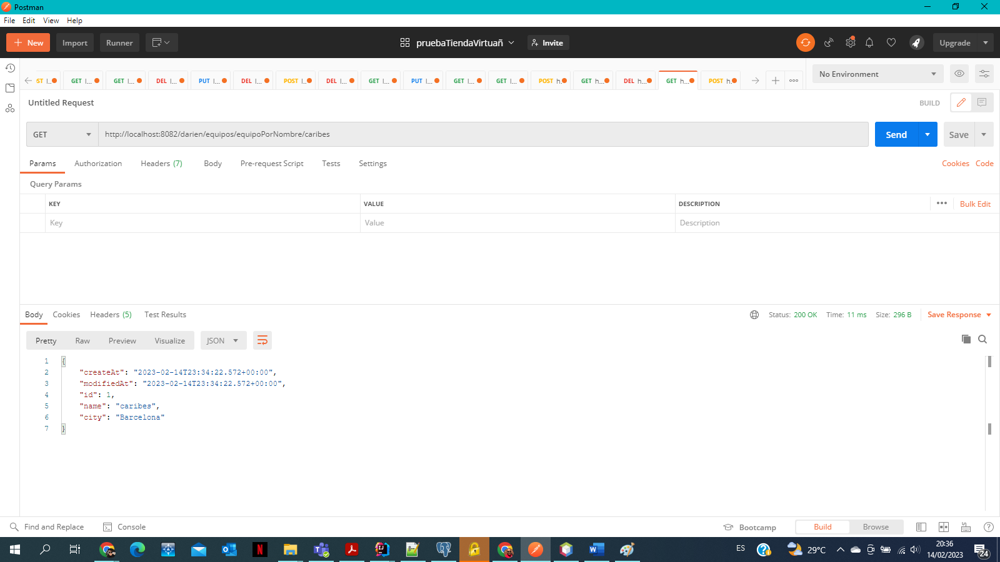 Postman
File Edit View Help
New Import Runner pruebaTiendaVirtuañ Invite Upgrade
ST l... GET l... GET l... DEL l... PUT l... DEL l... POST l... DEL l... GET l... PUT l... GET l... GET l... POST h... GET h... DEL h... GET h... POST h... No Environment
Untitled Request BUILD
GET http://localhost:8082/darien/equipos/equipoPorNombre/caribes Send Save
Params Authorization Headers (7) Body Pre-request Script Tests Settings Cookies Code
Query Params
KEY VALUE DESCRIPTION Bulk Edit
Key Value Description
Body Cookies Headers (5) Test Results Status: 200 OK Time: 11 ms Size: 296 B Save Response
Pretty Raw Preview Visualize JSON
1 {
2 "createAt": "2023-02-14T23:34:22.572+00:00",
3 "modifiedAt": "2023-02-14T23:34:22.572+00:00",
4 "id": 1,
5 "name": "caribes",
6 "city": "Barcelona"
7 }
Find and Replace Console Bootcamp Build Browse
ES 29°C 20:36
14/02/2023 24